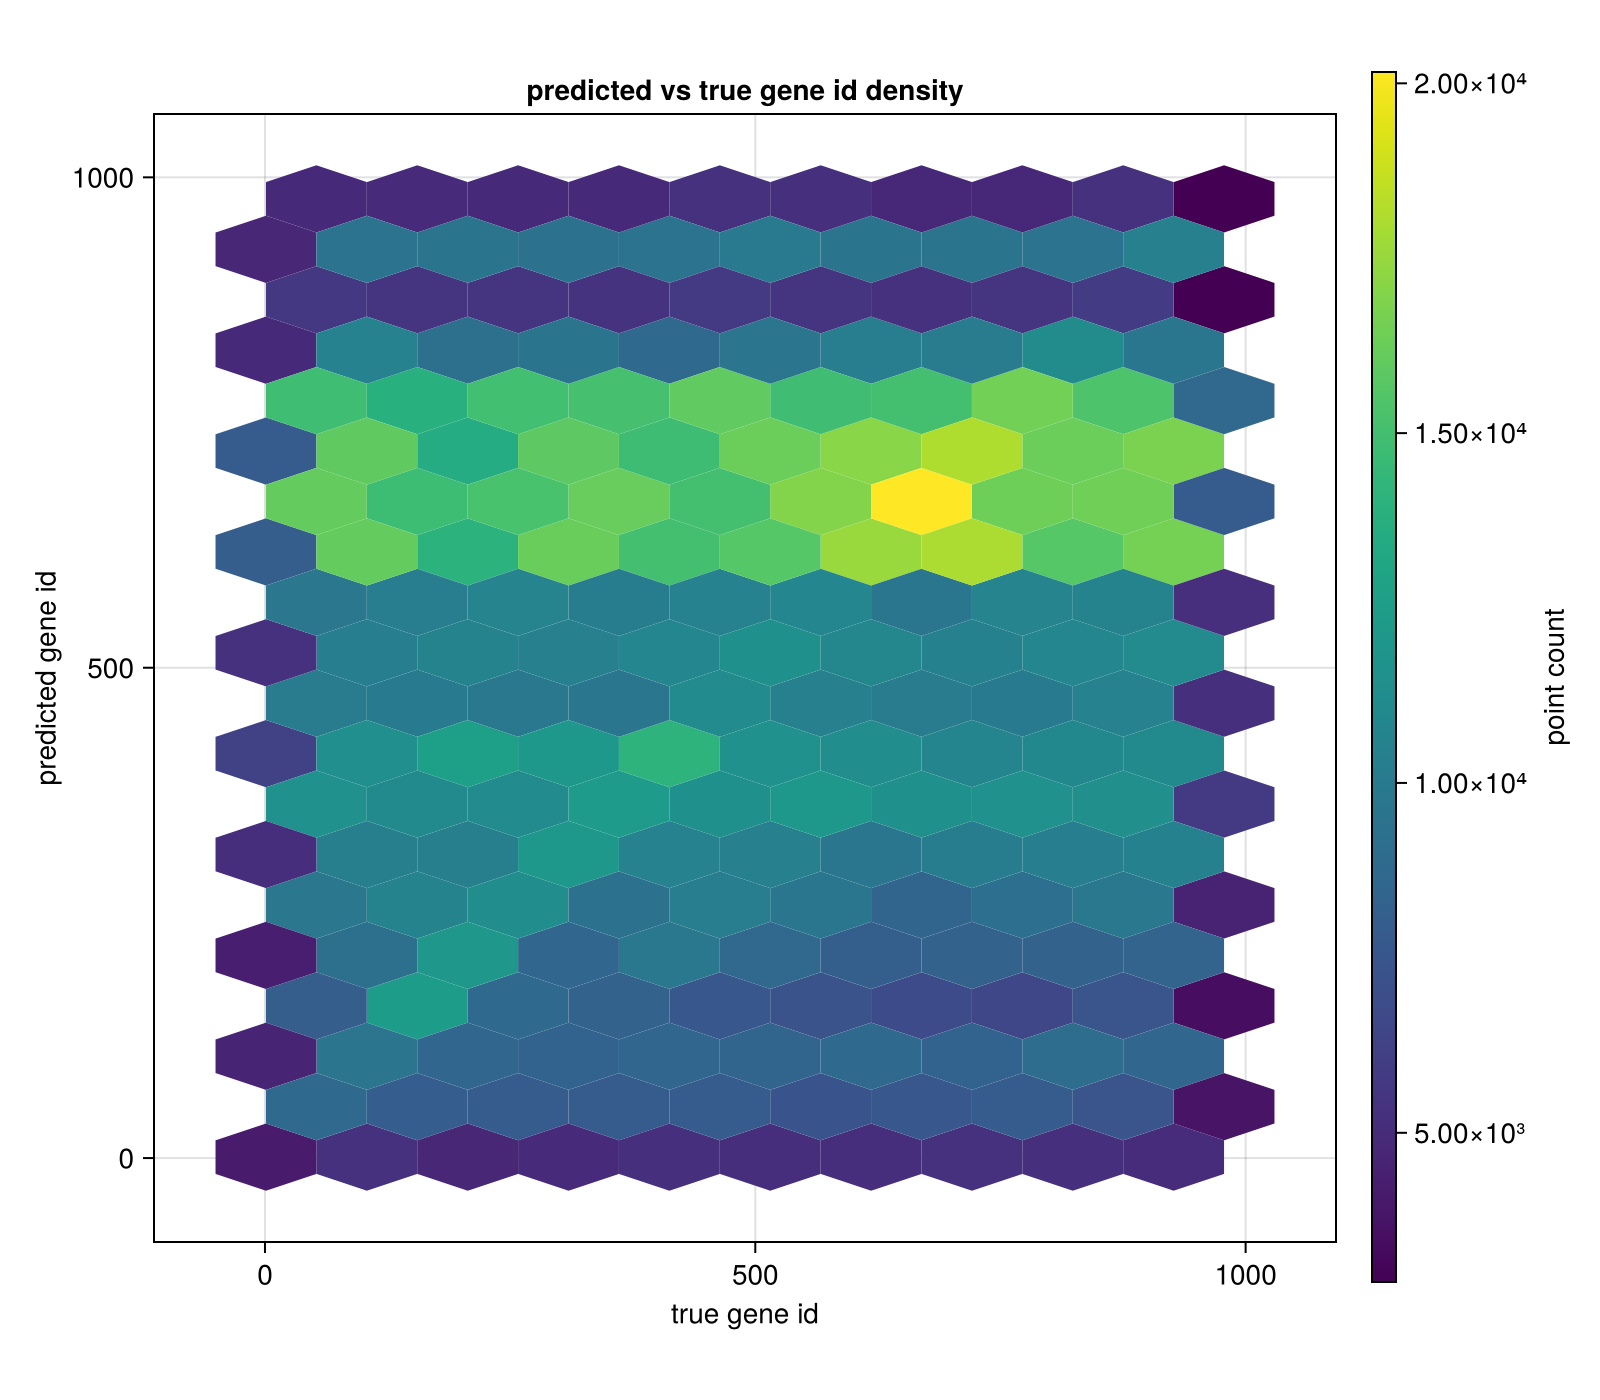 predicted vs true gene id density
2.00×10⁴
1.50×10⁴
1.00×10⁴
5.00×10³
point count
1000
500
0
predicted gene id
0
500
1000
true gene id